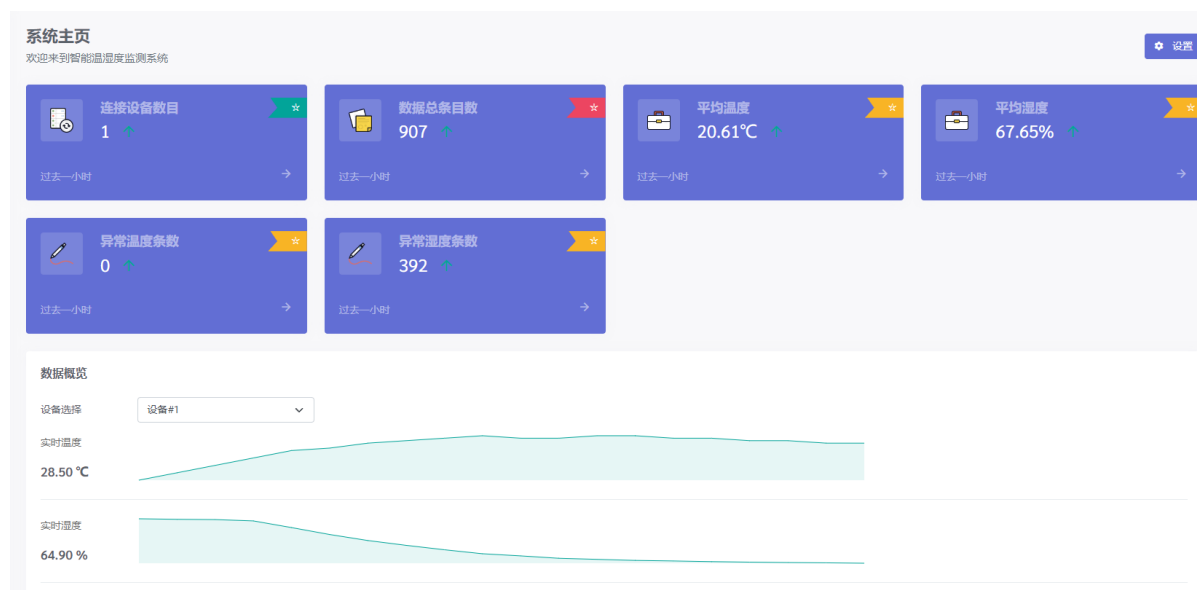 系统主页
欢迎来到智能温湿度监测系统
设置
连接设备数目
1
过去一小时
数据总条目数
907
过去一小时
平均温度
20.61℃
过去一小时
平均湿度
67.65%
过去一小时
异常温度条数
0
过去一小时
异常湿度条数
392
过去一小时
数据概览
设备选择
设备#1
实时温度
28.50 ℃
实时湿度
64.90 %